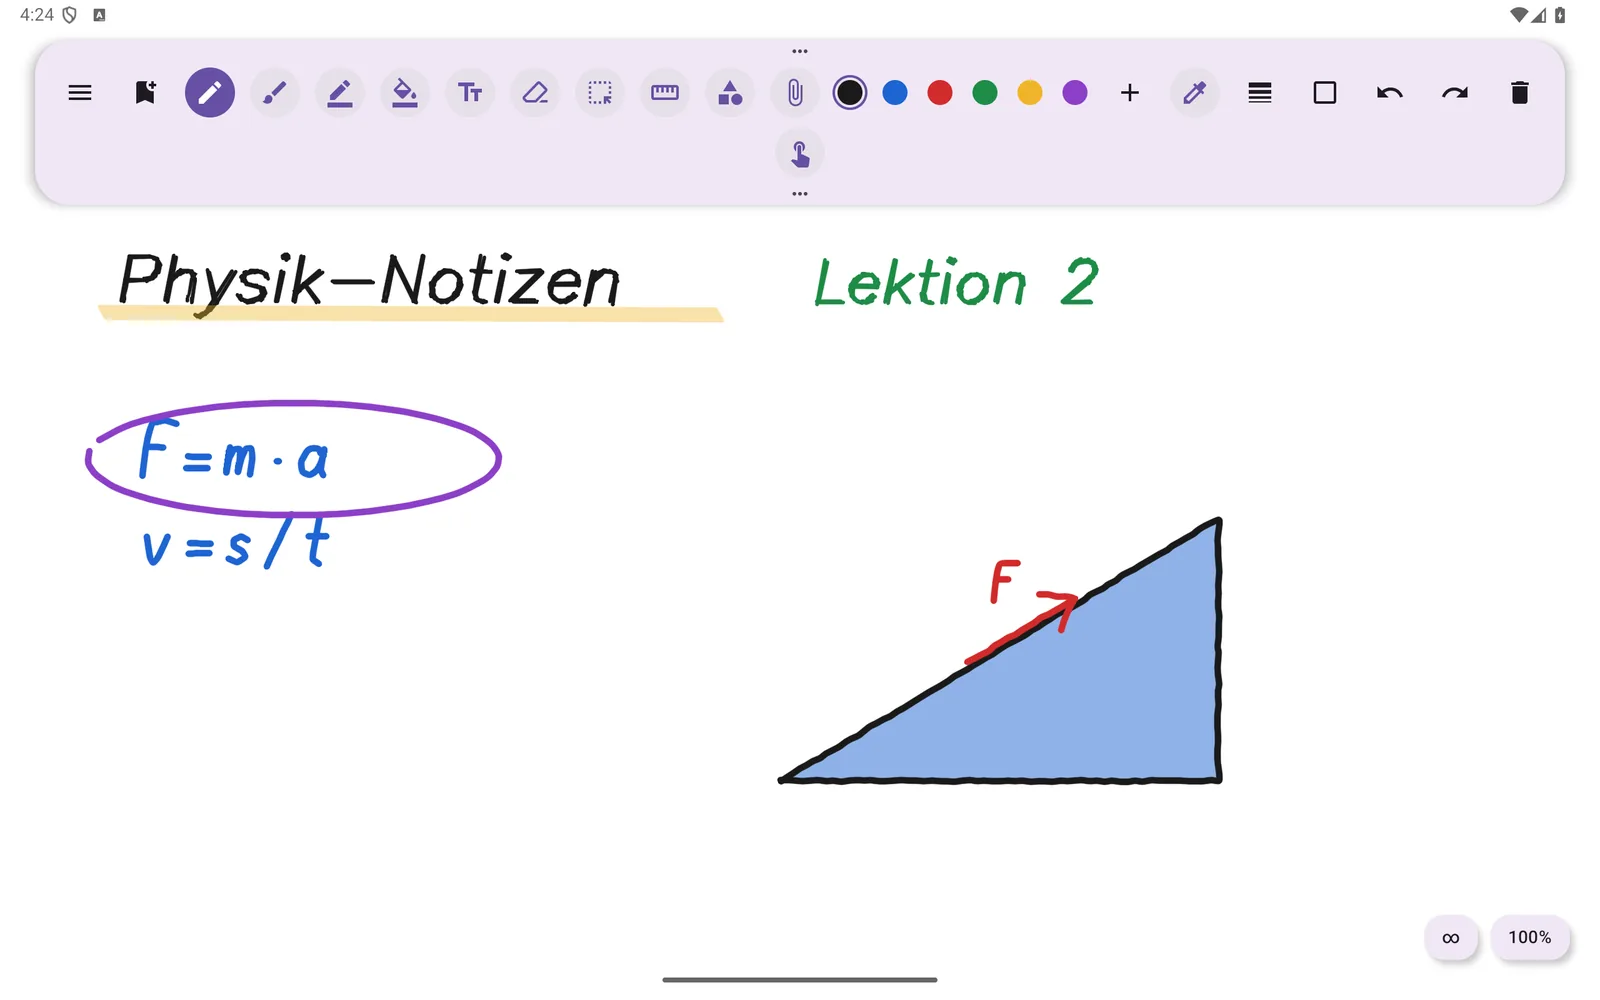 4:24
Physik-Notizen
Lektion 2
F = m · a
v = s / t
F
∞
100%